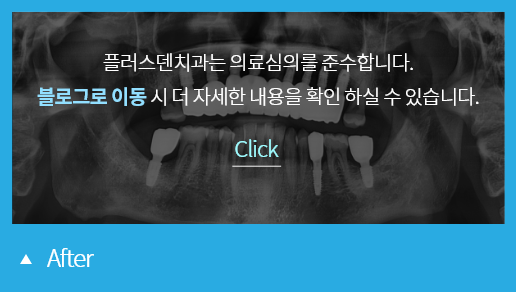 플러스덴치과는 의료심의를 준수합니다.
블로그로 이동 시 더 자세한 내용을 확인 하실 수 있습니다.
Click
▲ After